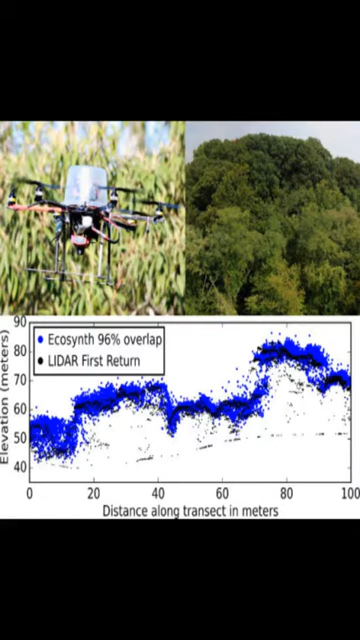 90
80
70
60
50
40
Elevation (meters)
Ecosynth 96% overlap
LIDAR First Return
0 20 40 60 80 100
Distance along transect in meters